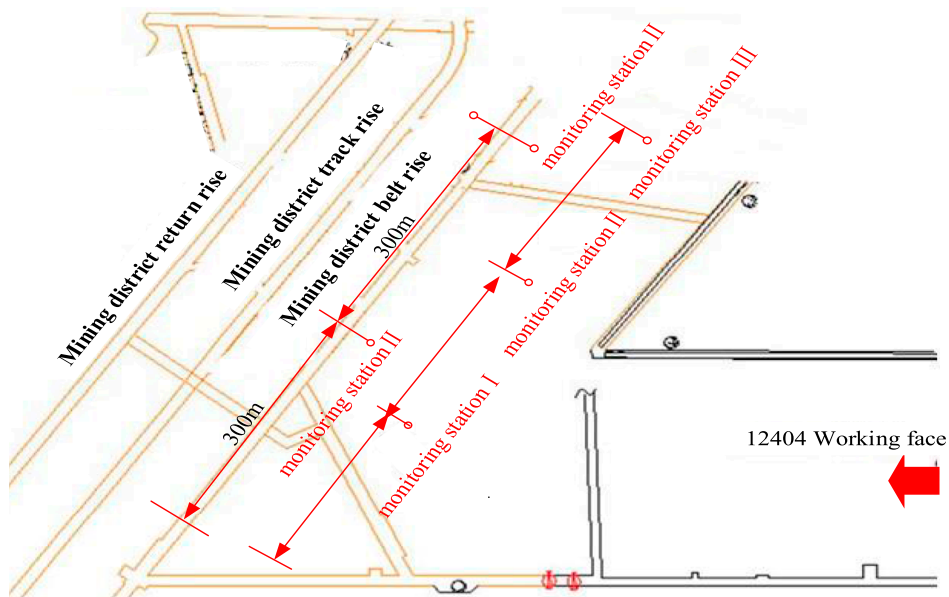 Mining district return rise
Mining district track rise
Mining district belt rise
300m
300m
monitoring station II
monitoring station II
monitoring station III
monitoring station II
monitoring station I
12404 Working face